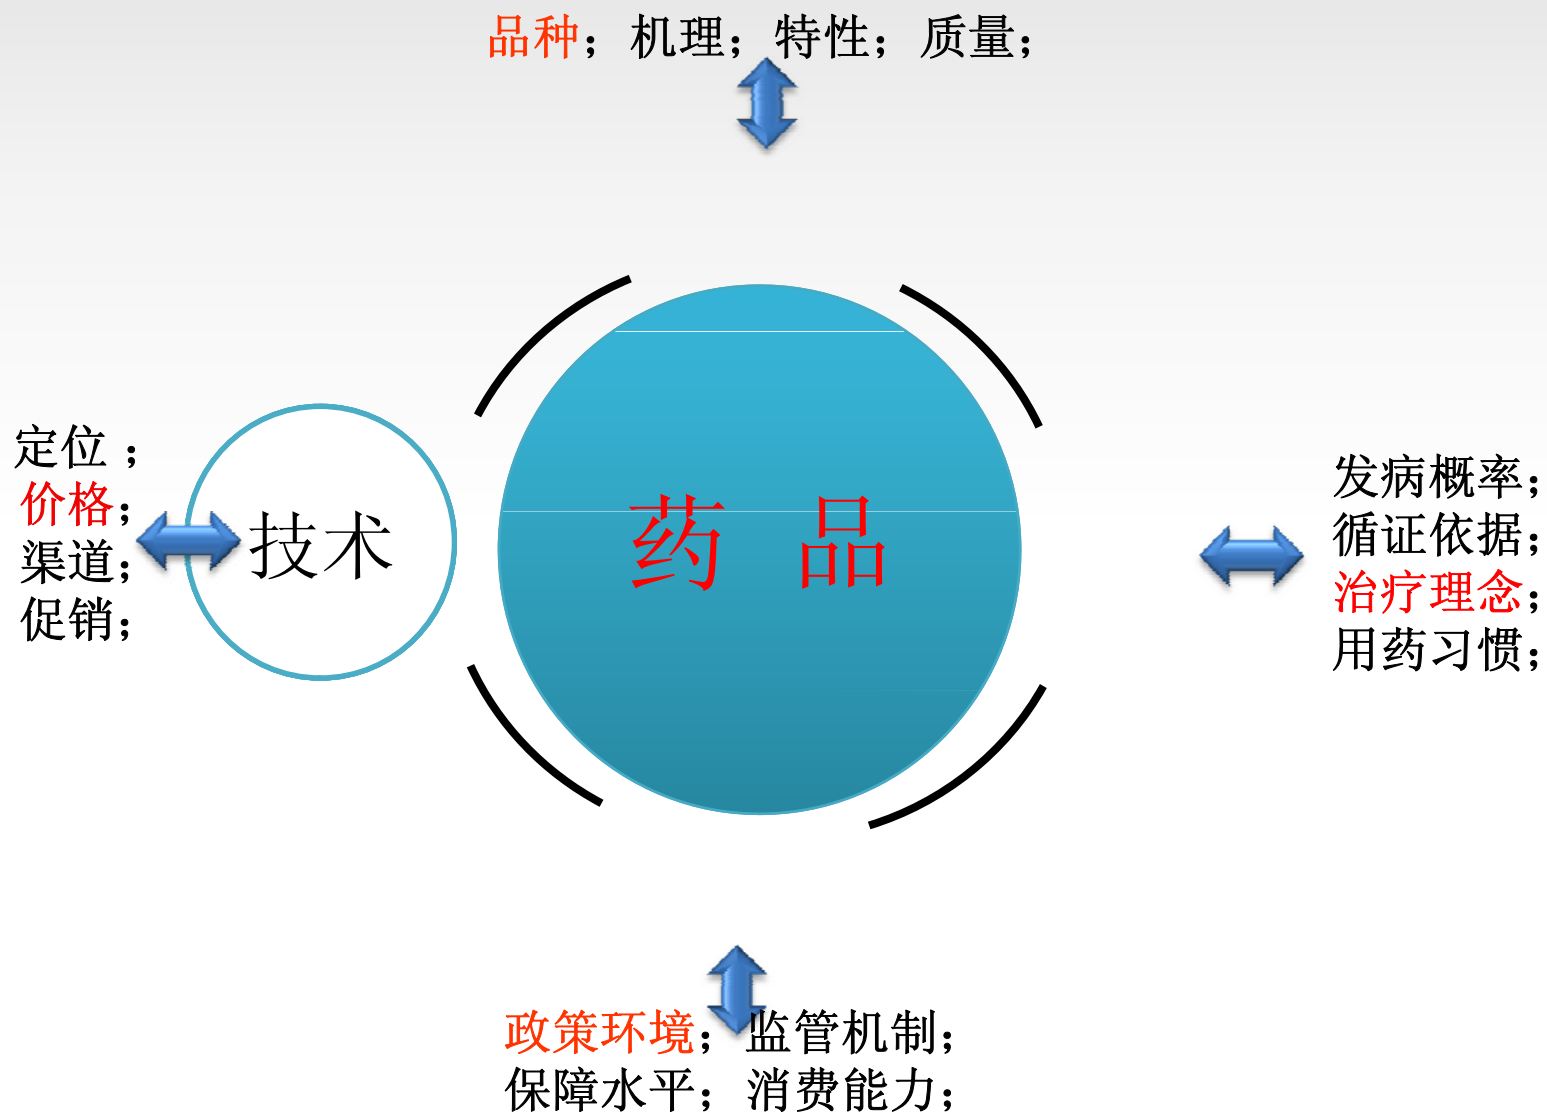 品种；机理；特性；质量；
定位；
价格；
渠道；
促销；
技术
药 品
发病概率；
循证依据；
治疗理念；
用药习惯；
政策环境；监管机制；
保障水平；消费能力；